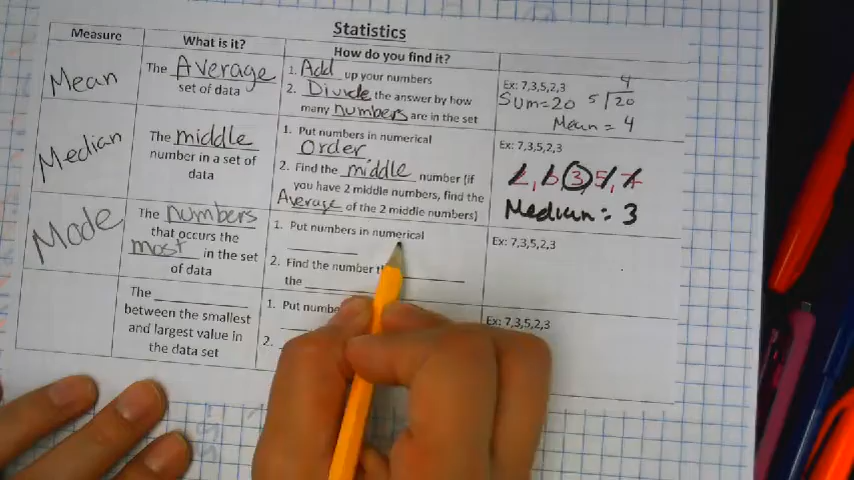 Statistics
Measure
What is it?
How do you find it?
Mean
The Average
set of data
1. Add up your numbers
2. Divide the answer by how
many numbers are in the set
Ex: 7,3,5,2,3
Sum=20 5 20
4
Mean = 4
Median
The middle
number in a set of
data
1. Put numbers in numerical
Order
2. Find the middle number (if
you have 2 middle numbers, find the
Average of the 2 middle numbers)
Ex: 7,3,5,2,3
3, 5, 7
Median = 3
Mode
The numbers
that occurs the
most in the set
of data
1. Put numbers in numerical
2. Find the number
the
Ex: 7,3,5,2,3
The
between the smallest
and largest value in
the data set
1. Put
2.
Ex: 7,3,5,2,3